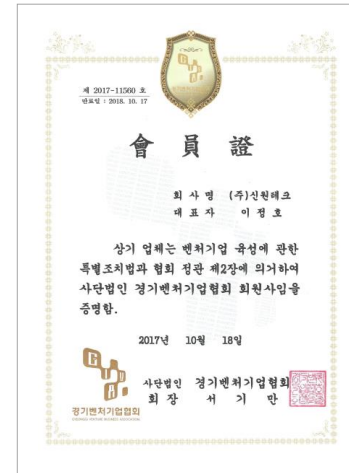 제 2017-11560 호
만료일 : 2018. 10. 17
會 員 證
회 사 명 (주)신원테크
대 표 자 이 정 호
상기 업체는 벤처기업 육성에 관한
특별조치법과 협회 정관 제2장에 의거하여
사단법인 경기벤처기업협회 회원사임을
증명함.
2017년 10월 18일
사단법인 경기벤처기업협회
회 장 서 기 만
경기벤처기업협회